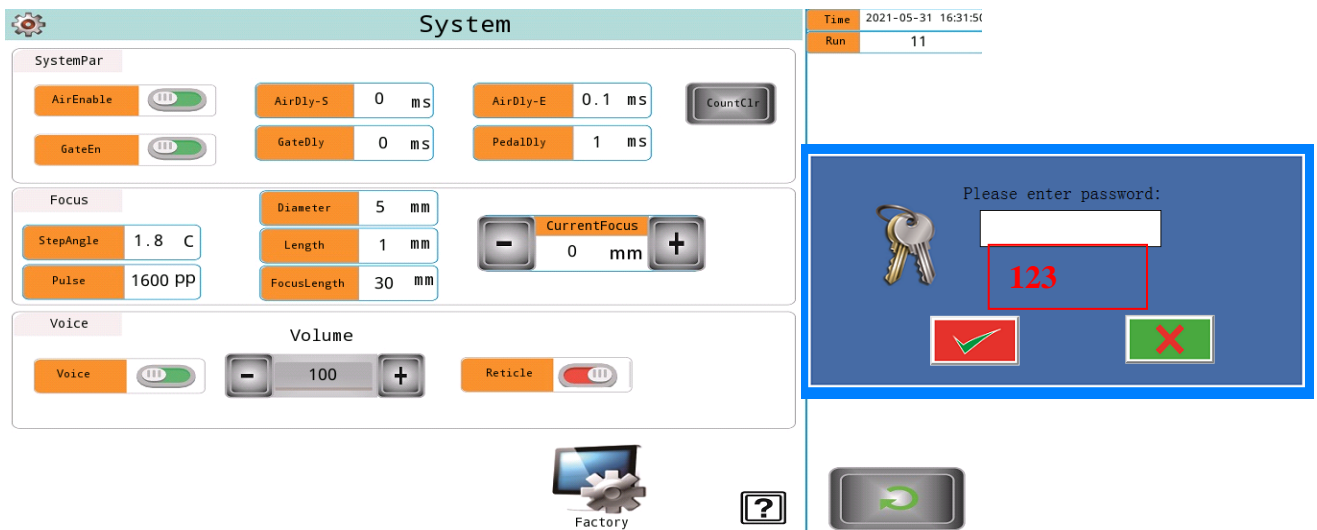 System
Time 2021-05-31 16:31:50
Run 11
SystemPar
AirEnable
AirDly-S 0 ms
AirDly-E 0.1 ms
CountClr
GateEn
GateDly 0 ms
PedalDly 1 ms
Focus
Diameter 5 mm
StepAngle 1.8 C
Length 1 mm
CurrentFocus
0 mm
Pulse 1600 PP
FocusLength 30 mm
Voice
Volume
Voice
- 100 +
Reticle
Please enter password:
123
Factory
?